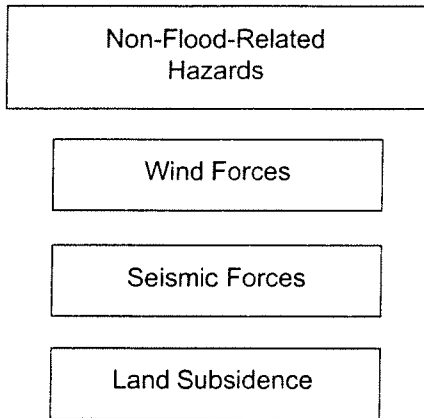 Non-Flood-Related
Hazards
Wind Forces
Seismic Forces
Land Subsidence